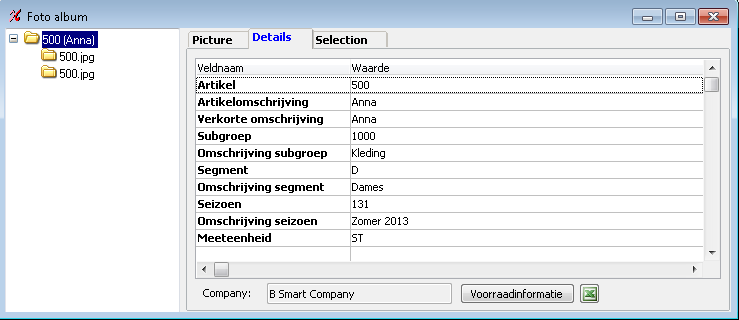 Foto album
500 (Anna)
500.jpg
500.jpg
Picture Details Selection
Veldnaam Waarde
Artikel 500
Artikelomschrijving Anna
Verkorte omschrijving Anna
Subgroep 1000
Omschrijving subgroep Kleding
Segment D
Omschrijving segment Dames
Seizoen 131
Omschrijving seizoen Zomer 2013
Meeteenheid ST
Company: B Smart Company Voorraadinformatie